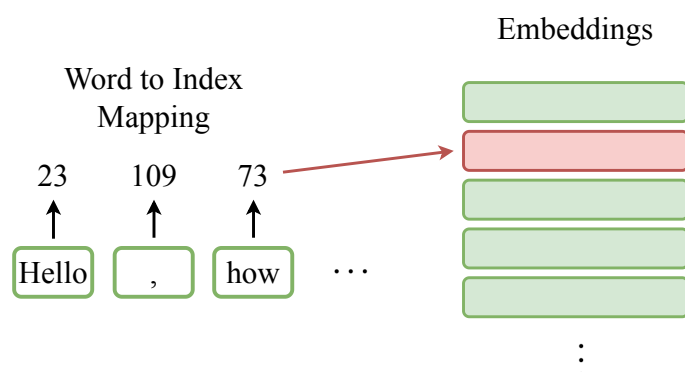 Embeddings
Word to Index
Mapping
23 109 73
Hello , how ...
: